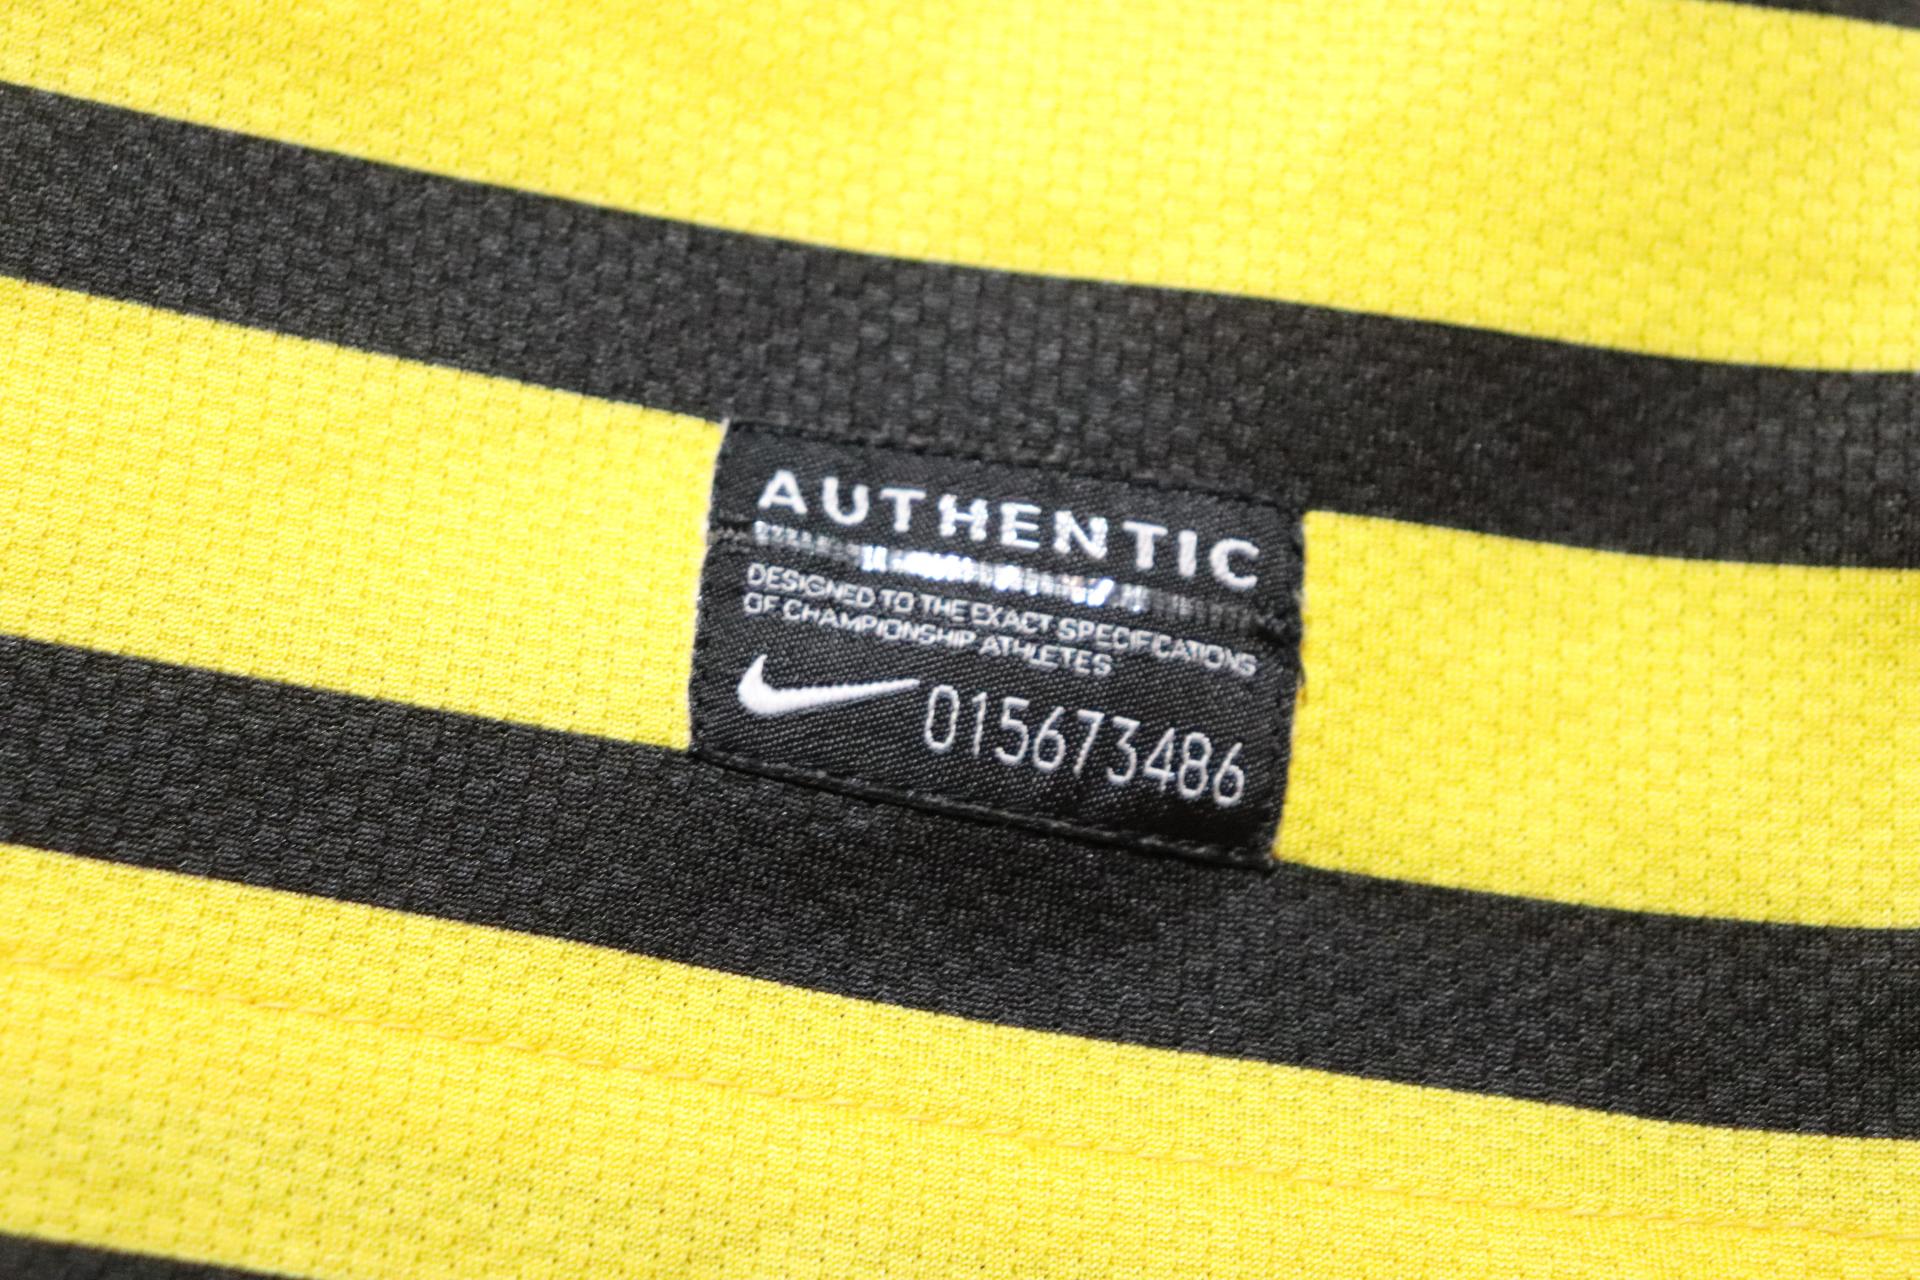 AUTHENTIC
DESIGNED TO THE EXACT SPECIFICATIONS
OF CHAMPIONSHIP ATHLETES
015673486